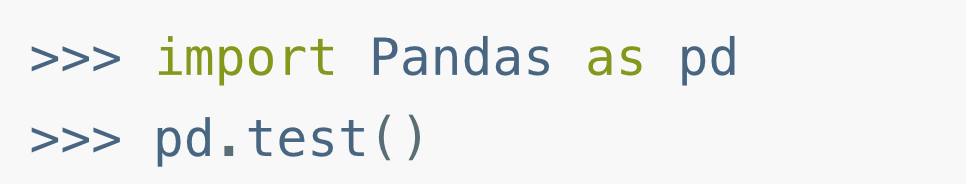 >>> import Pandas as pd
>>> pd.test()